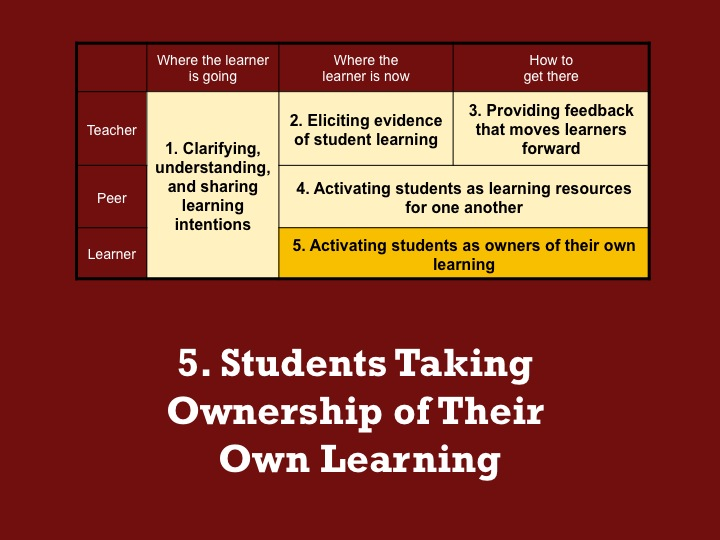 Where the learner
is going
Where the
learner is now
How to
get there
Teacher
1. Clarifying,
understanding,
and sharing
learning
intentions
2. Eliciting evidence
of student learning
3. Providing feedback
that moves learners
forward
Peer
4. Activating students as learning resources
for one another
Learner
5. Activating students as owners of their own
learning
5. Students Taking
Ownership of Their
Own Learning